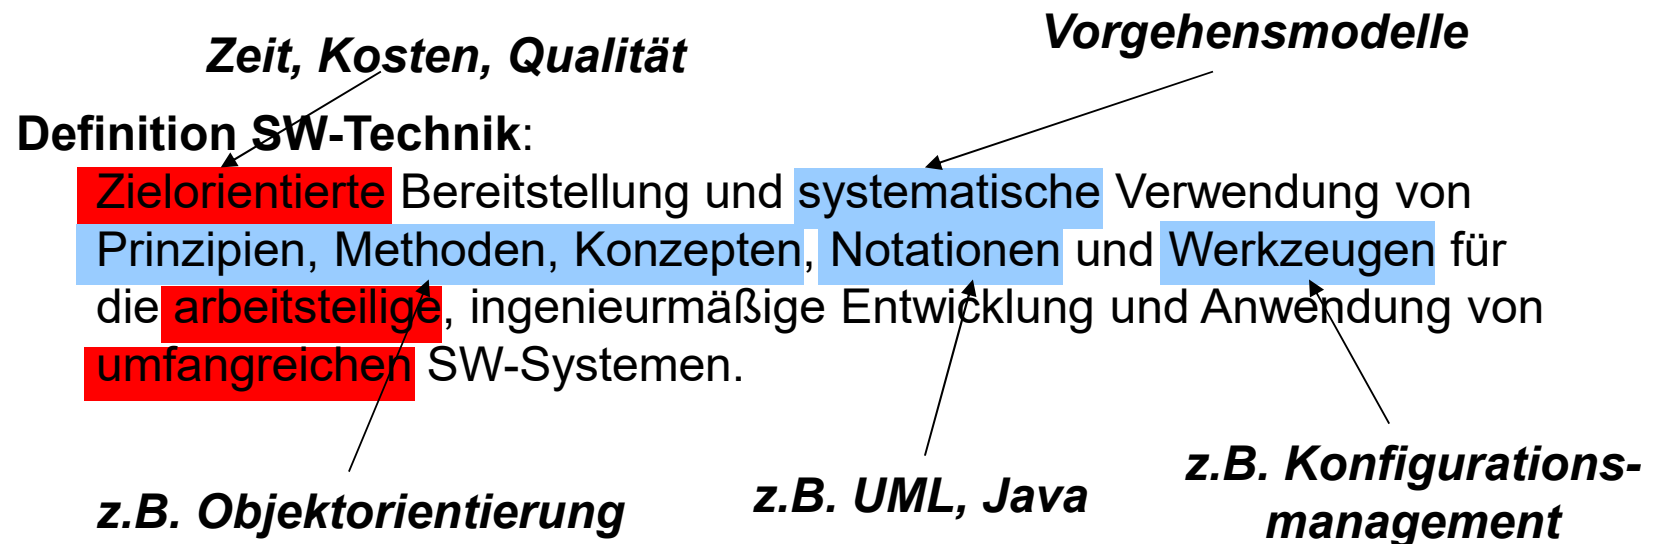 Zeit, Kosten, Qualität
Vorgehensmodelle
Definition SW-Technik:
Zielorientierte Bereitstellung und systematische Verwendung von
Prinzipien, Methoden, Konzepten, Notationen und Werkzeugen für
die arbeitsteilige, ingenieurmäßige Entwicklung und Anwendung von
umfangreichen SW-Systemen.
z.B. Objektorientierung
z.B. UML, Java
z.B. Konfigurations-
management